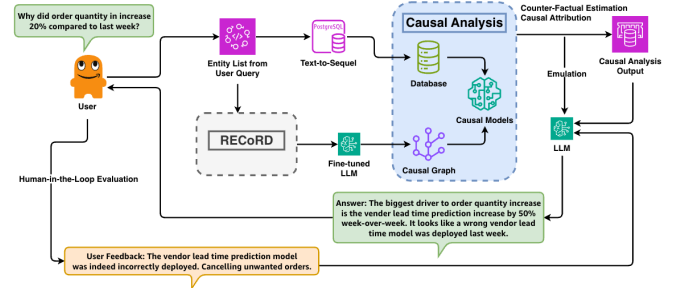 Why did order quantity in increase
20% compared to last week?
User
Entity List from
User Query
PostgreSQL
Text-to-Sequel
Causal Analysis
Database
Causal Models
Causal Graph
Counter-Factual Estimation
Causal Attribution
Causal Analysis
Output
Emulation
LLM
RECoRD
Fine-tuned
LLM
Human-in-the-Loop Evaluation
Answer: The biggest driver to order quantity increase
is the vender lead time prediction increase by 50%
week-over-week. It looks like a wrong vendor lead
time model was deployed last week.
User Feedback: The vendor lead time prediction model
was indeed incorrectly deployed. Cancelling unwanted orders.